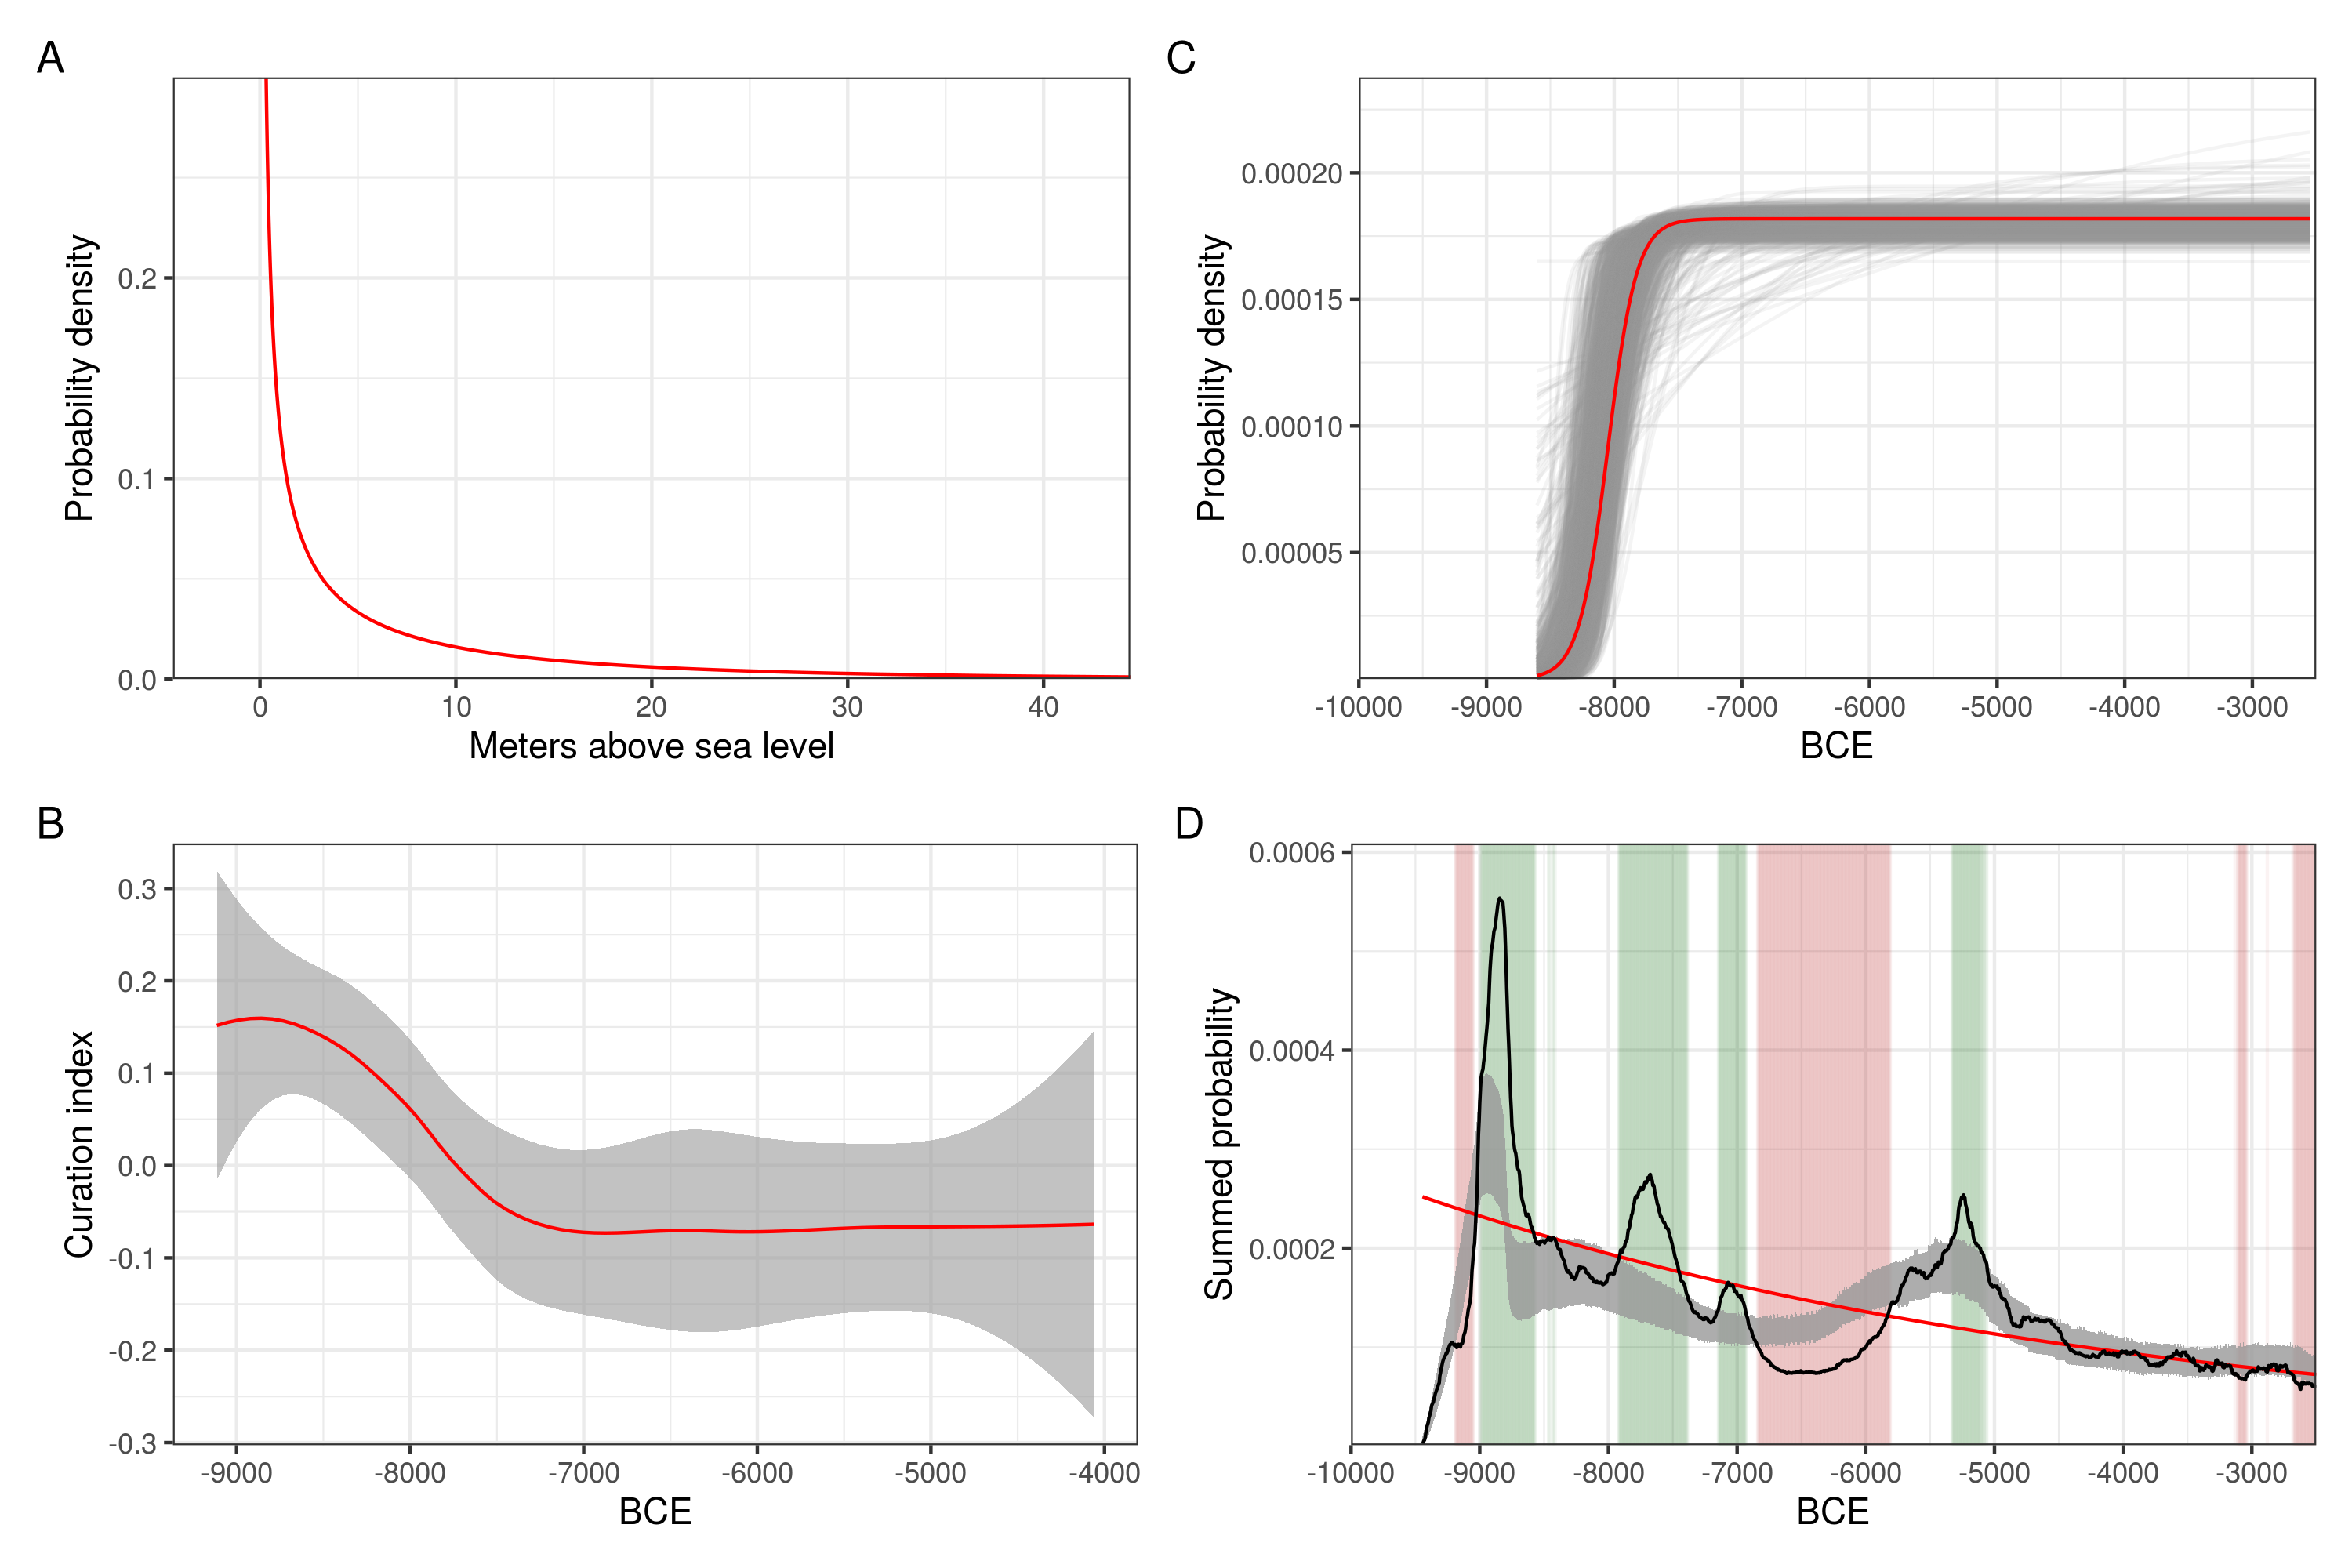 A
Probability density
0.2
0.1
0.0
0 10 20 30 40
Meters above sea level
B
Curation index
0.3
0.2
0.1
0.0
-0.1
-0.2
-0.3
-9000 -8000 -7000 -6000 -5000 -4000
BCE
C
Probability density
0.00020
0.00015
0.00010
0.00005
-10000 -9000 -8000 -7000 -6000 -5000 -4000 -3000
BCE
D
Summed probability
0.0006
0.0004
0.0002
-10000 -9000 -8000 -7000 -6000 -5000 -4000 -3000
BCE